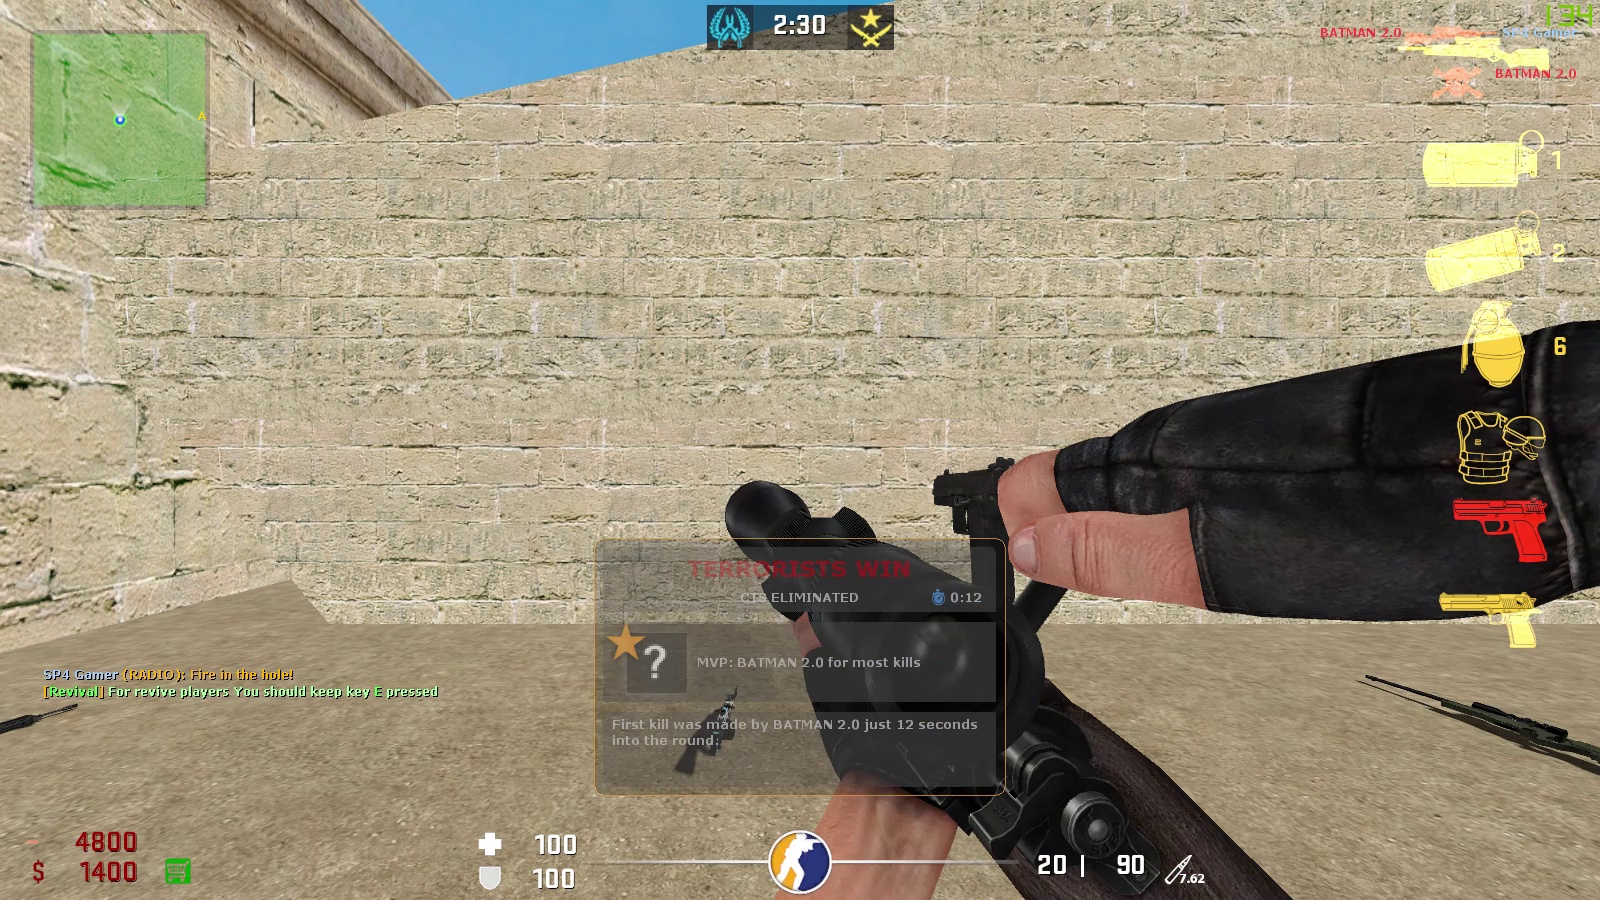 2:30
134
BATMAN 2.0
SP4 Gamer
BATMAN 2.0
A
1
2
6
TERRORISTS WIN
CTS ELIMINATED
0:12
?
MVP: BATMAN 2.0 for most kills
First kill was made by BATMAN 2.0 just 12 seconds
into the round.
SP4 Gamer (RADIO): Fire in the hole!
[Revival] For revive players You should keep key E pressed
- 4800
$ 1400
100
100
20 | 90
7.62